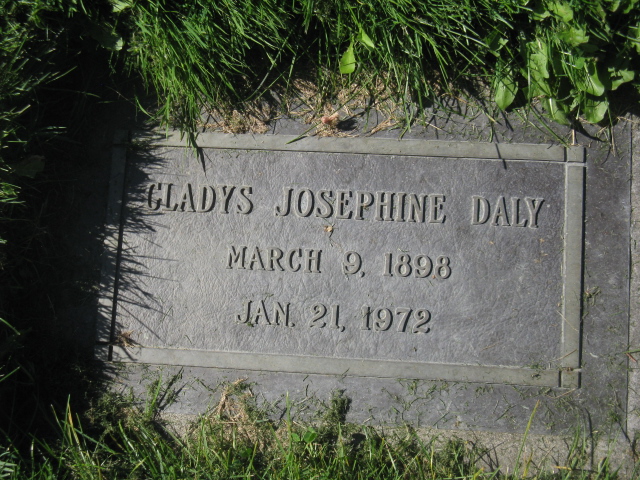 GLADYS JOSEPHINE DALY
MARCH 9, 1898
JAN. 21, 1972